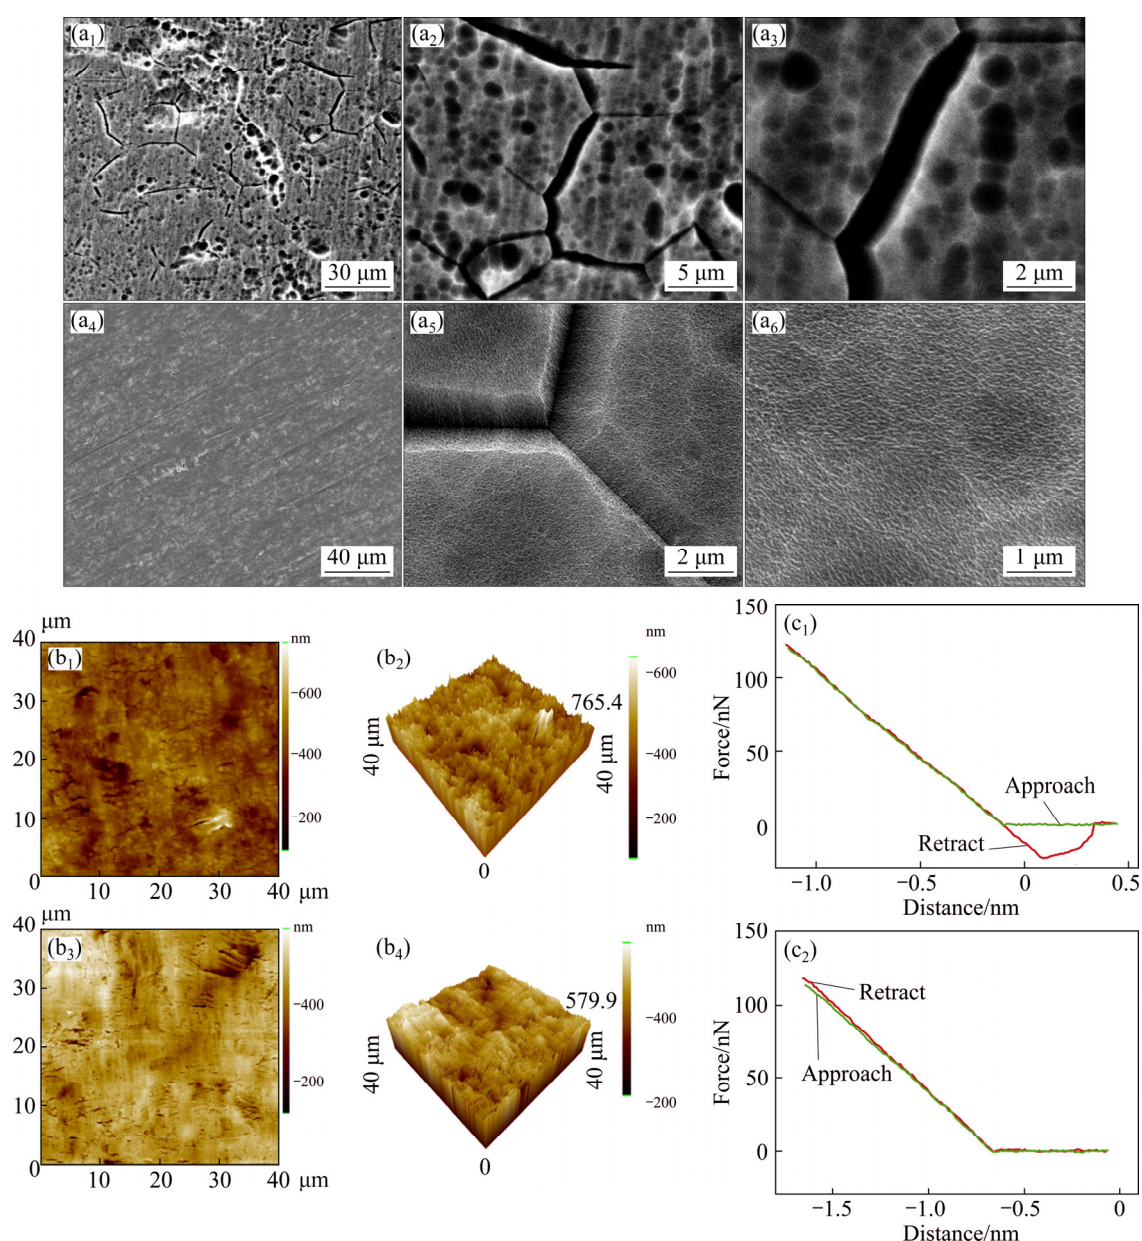 (a1)
(a2)
(a3)
30 μm
5 μm
2 μm
(a4)
(a5)
(a6)
40 μm
2 μm
1 μm
μm
40
(b1)
nm
−600
−400
−200
30
20
10
0
10
20
30
40
μm
(b2)
765.4
40 μm
40 μm
0
nm
−600
−400
−200
(c1)
150
100
50
0
Force/nN
Approach
Retract
−1.0
−0.5
0
0.5
Distance/nm
μm
40
(b3)
nm
−400
−200
30
20
10
0
10
20
30
40
μm
(b4)
579.9
40 μm
40 μm
0
nm
−400
−200
(c2)
150
100
50
0
Force/nN
Retract
Approach
−1.5
−1.0
−0.5
0
Distance/nm